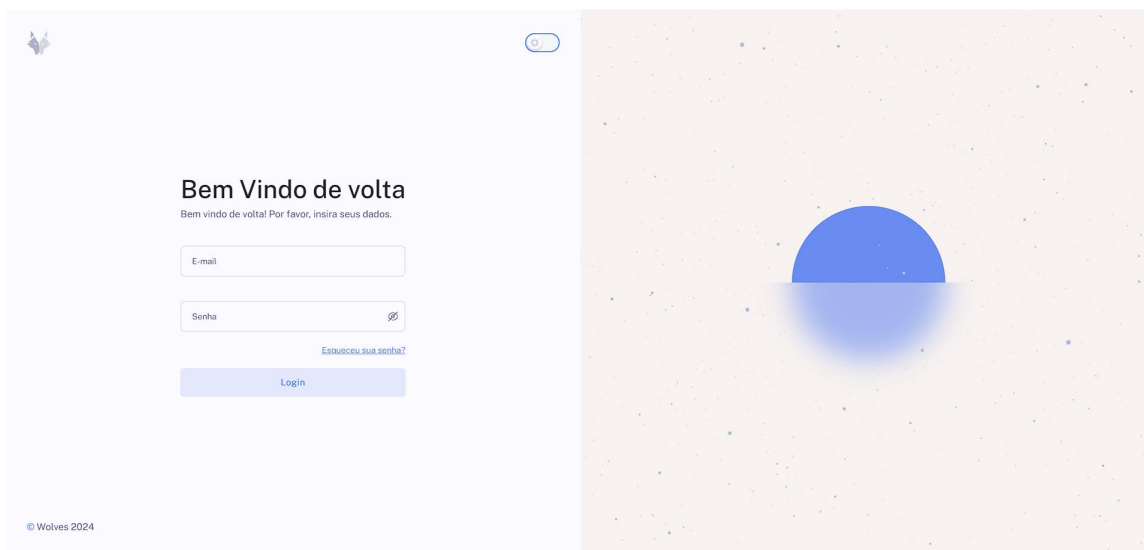 Bem Vindo de volta
Bem vindo de volta! Por favor, insira seus dados.
E-mail
Senha
Esqueceu sua senha?
Login
© Wolves 2024